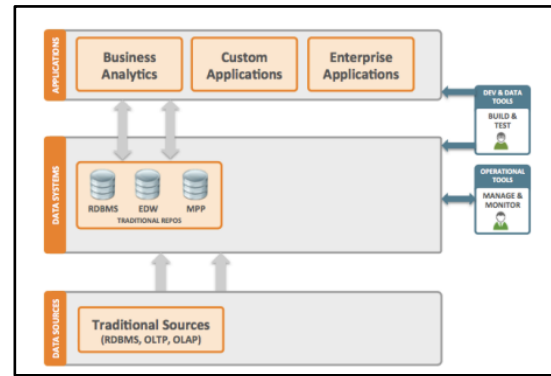 APPLICATIONS
Business
Analytics
Custom
Applications
Enterprise
Applications
DEV & DATA
TOOLS
BUILD &
TEST
DATA SYSTEMS
RDBMS
EDW
MPP
TRADITIONAL REPOS
OPERATIONAL
TOOLS
MANAGE &
MONITOR
DATA SOURCES
Traditional Sources
(RDBMS, OLTP, OLAP)